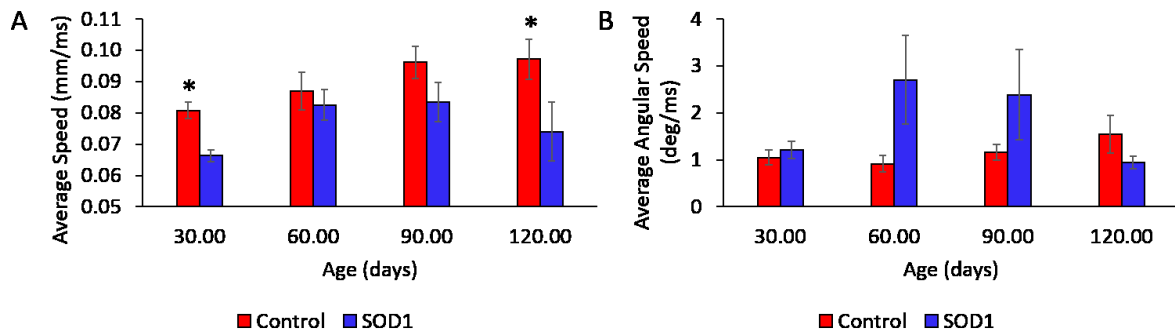 A
Average Speed (mm/ms)
0.11
0.10
0.09
0.08
0.07
0.06
0.05
*
*
30.00 60.00 90.00 120.00
Age (days)
Control SOD1
B
Average Angular Speed
(deg/ms)
4
3
2
1
0
30.00 60.00 90.00 120.00
Age (days)
Control SOD1